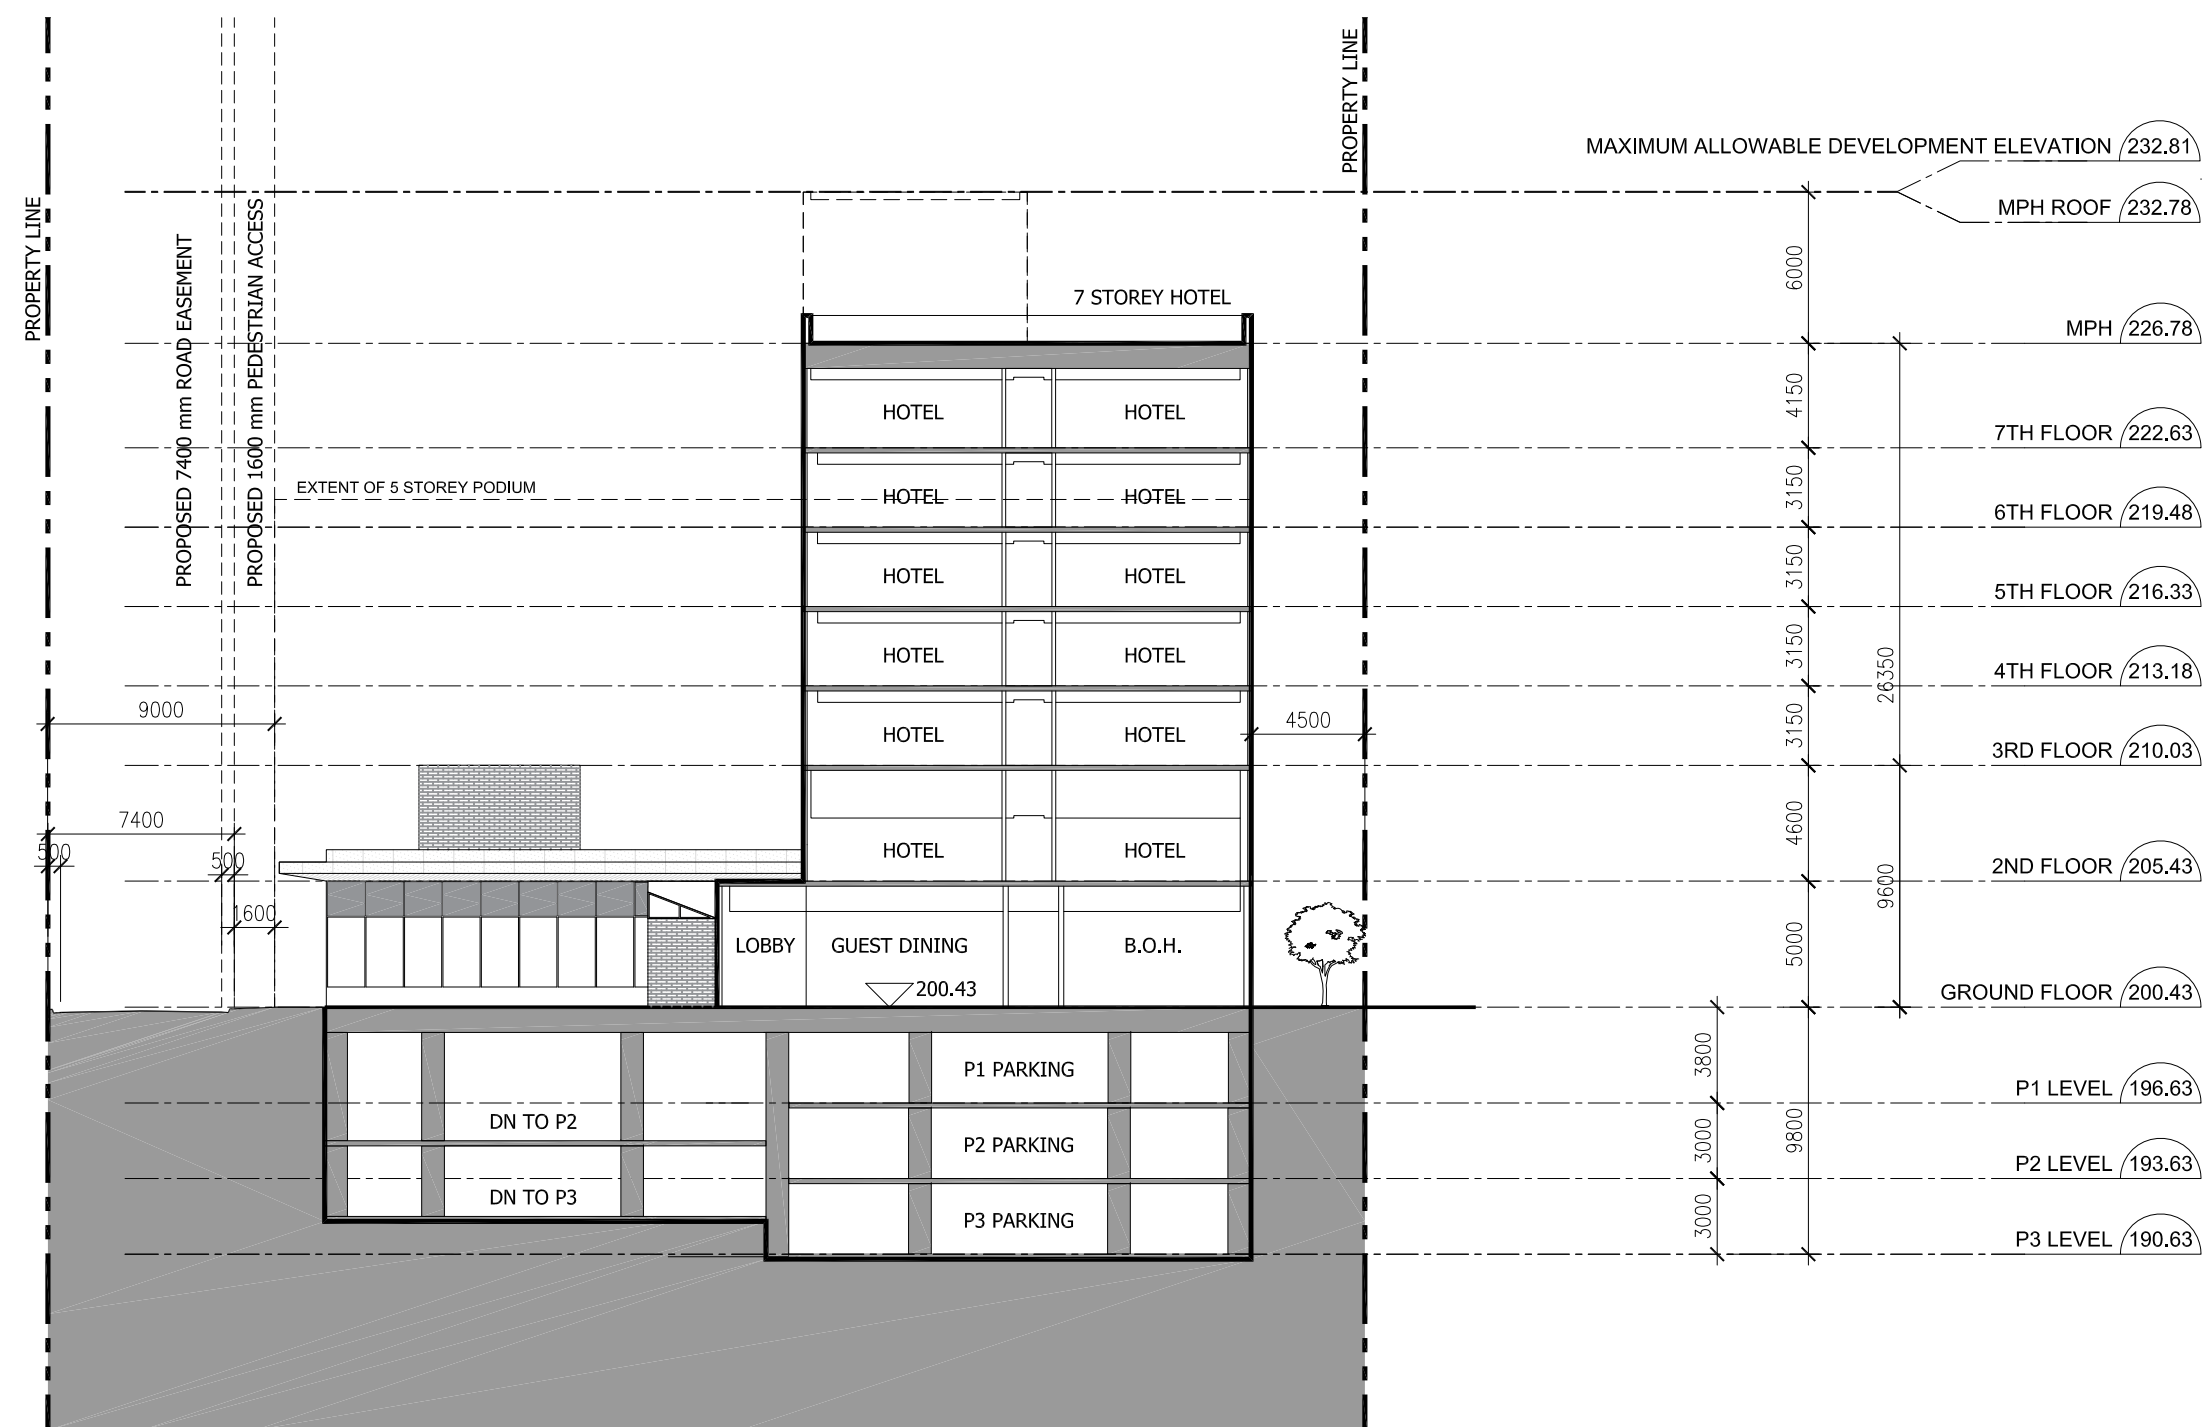 PROPERTY LINE
PROPOSED 7400 mm ROAD EASEMENT
PROPOSED 1600 mm PEDESTRIAN ACCESS
PROPERTY LINE
MAXIMUM ALLOWABLE DEVELOPMENT ELEVATION 232.81
MPH ROOF 232.78
6000
7 STOREY HOTEL
MPH 226.78
HOTEL HOTEL
4150
7TH FLOOR 222.63
EXTENT OF 5 STOREY PODIUM
HOTEL HOTEL
3150
6TH FLOOR 219.48
HOTEL HOTEL
3150
5TH FLOOR 216.33
HOTEL HOTEL
3150
26350
4TH FLOOR 213.18
9000
HOTEL HOTEL
4500
3150
3RD FLOOR 210.03
7400
500
500
HOTEL HOTEL
4600
2ND FLOOR 205.43
9600
1600
LOBBY GUEST DINING B.O.H.
5000
200.43
GROUND FLOOR 200.43
P1 PARKING
3800
P1 LEVEL 196.63
DN TO P2
P2 PARKING
3000
9800
P2 LEVEL 193.63
DN TO P3
P3 PARKING
3000
P3 LEVEL 190.63